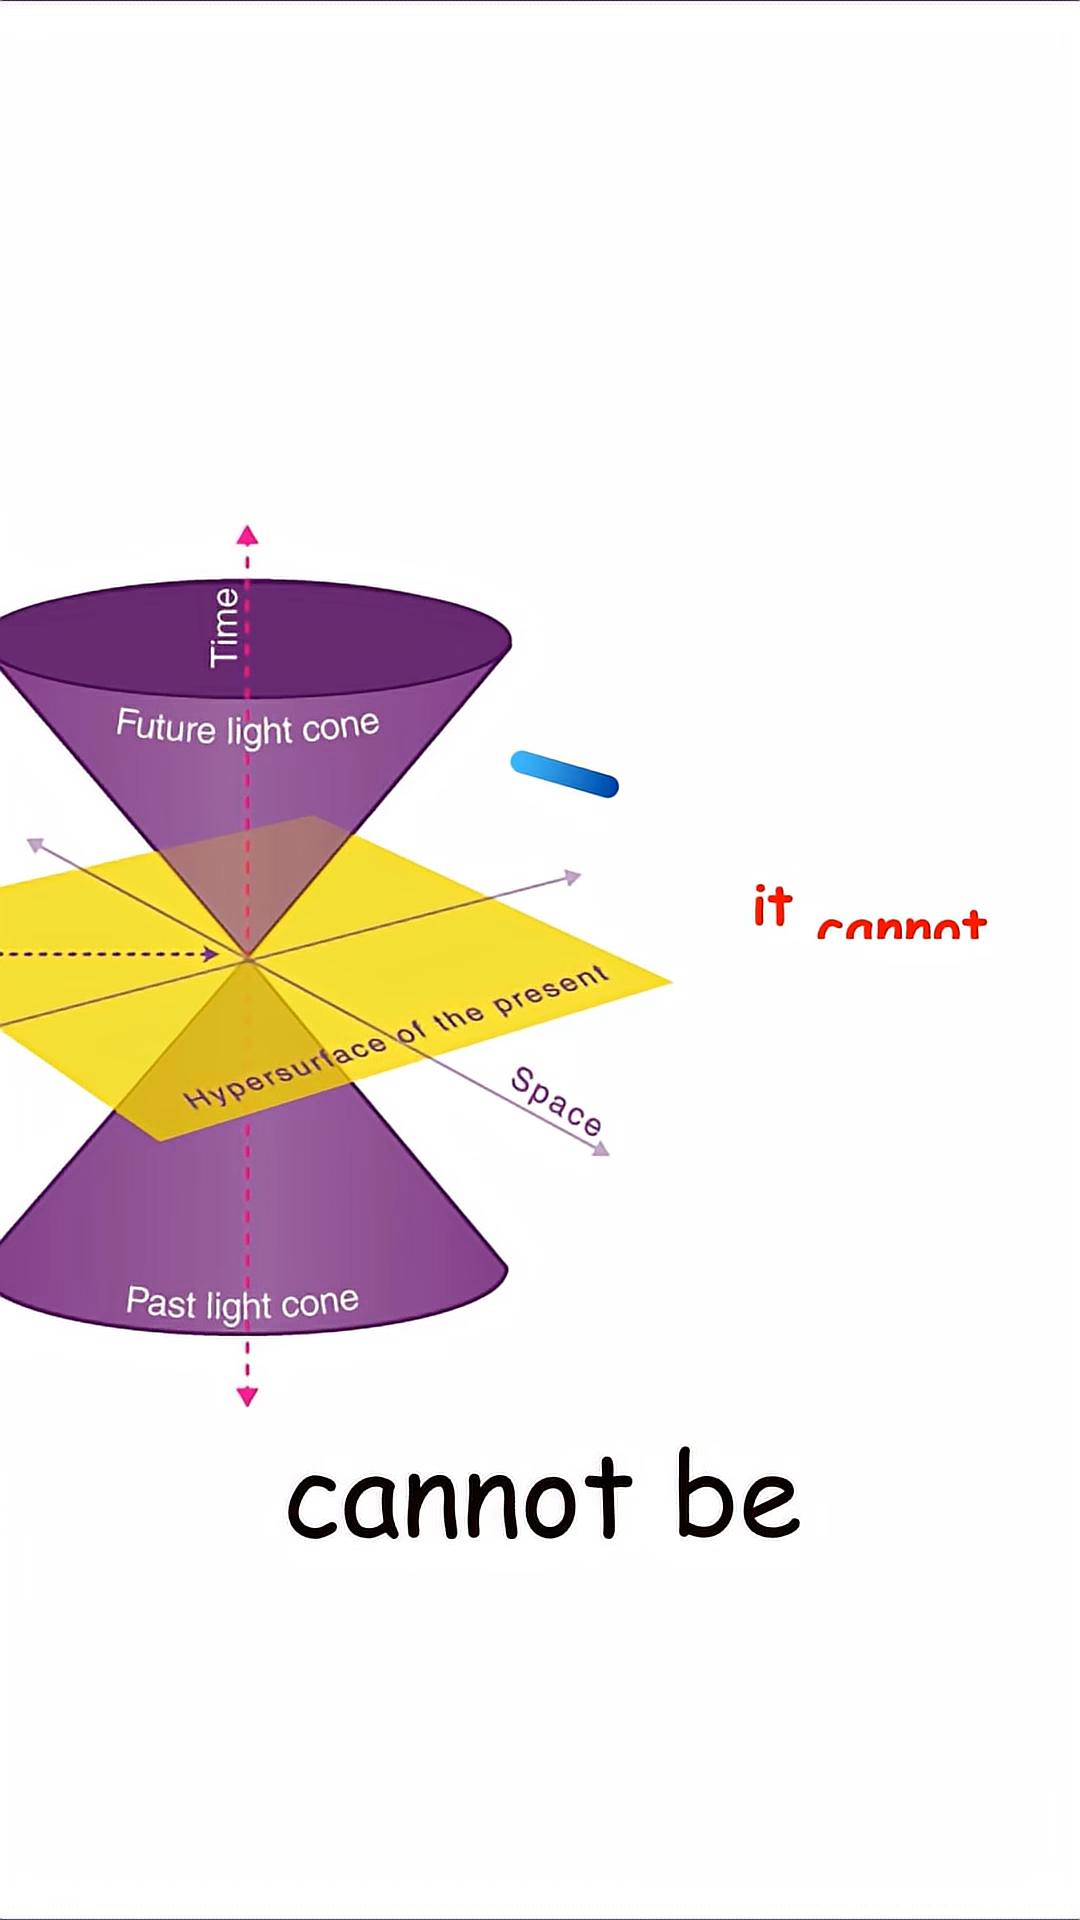 Time
Future light cone
it cannot
Hypersurface of the present
Space
Past light cone
cannot be